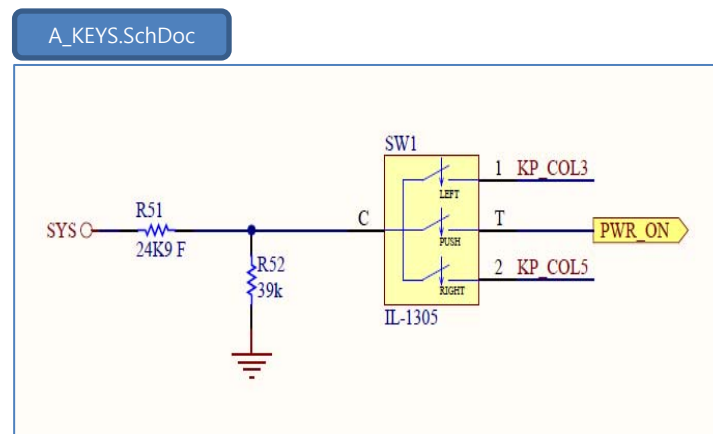 A_KEYS.SchDoc
SW1
1 KP_COL3
LEFT
R51
C
T
SYS
PWR_ON
24K9 F
PUSH
R52
2 KP_COL5
39k
RIGHT
IL-1305